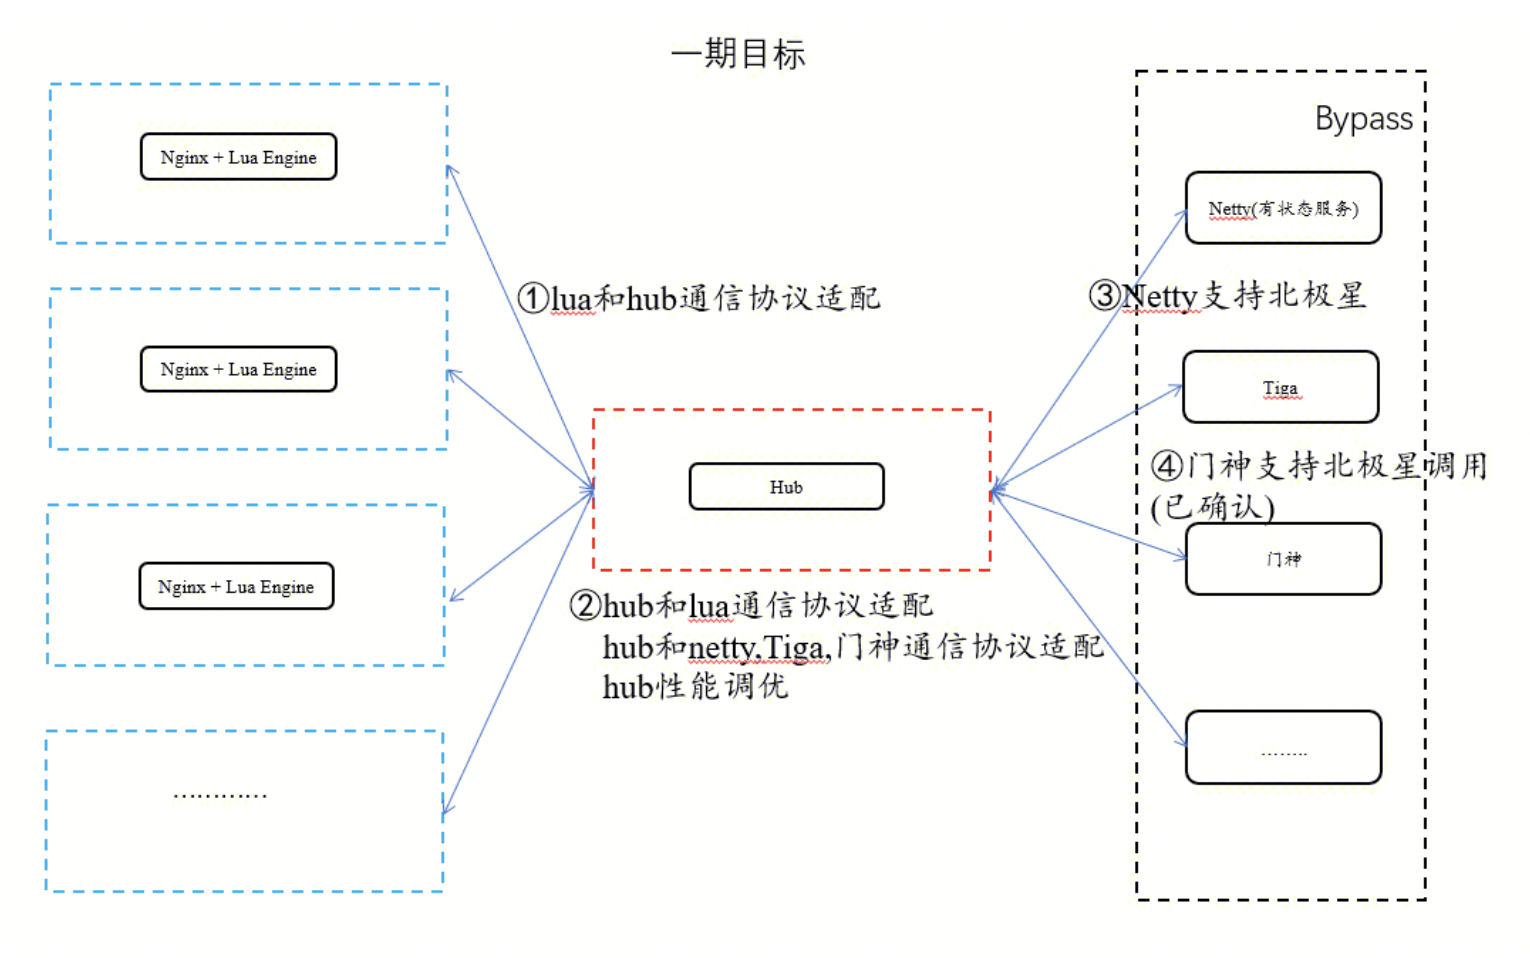 一期目标
Nginx + Lua Engine
Nginx + Lua Engine
Nginx + Lua Engine
…………
①lua和hub通信协议适配
Hub
②hub和lua通信协议适配
hub和netty,Tiga,门神通信协议适配
hub性能调优
Bypass
Netty(有状态服务)
③Netty支持北极星
Tiga
④门神支持北极星调用
(已确认)
门神
……..